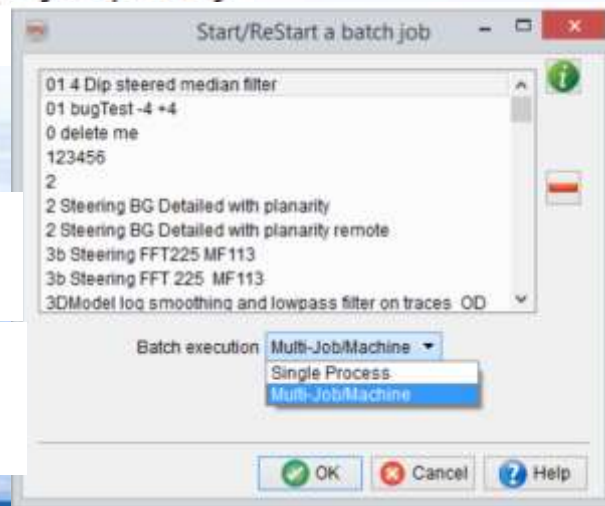 Start/ReStart a batch job
01 4 Dip steered median filter
01 bugTest -4 +4
0 delete me
123456
2
2 Steering BG Detailed with planarity
2 Steering BG Detailed with planarity remote
3b Steering FFT225 MF113
3b Steering FFT 225 MF113
3DModel log smoothing and lowpass filter on traces OD
Batch execution Multi-Job/Machine
Single Process
Multi-Job/Machine
OK Cancel Help